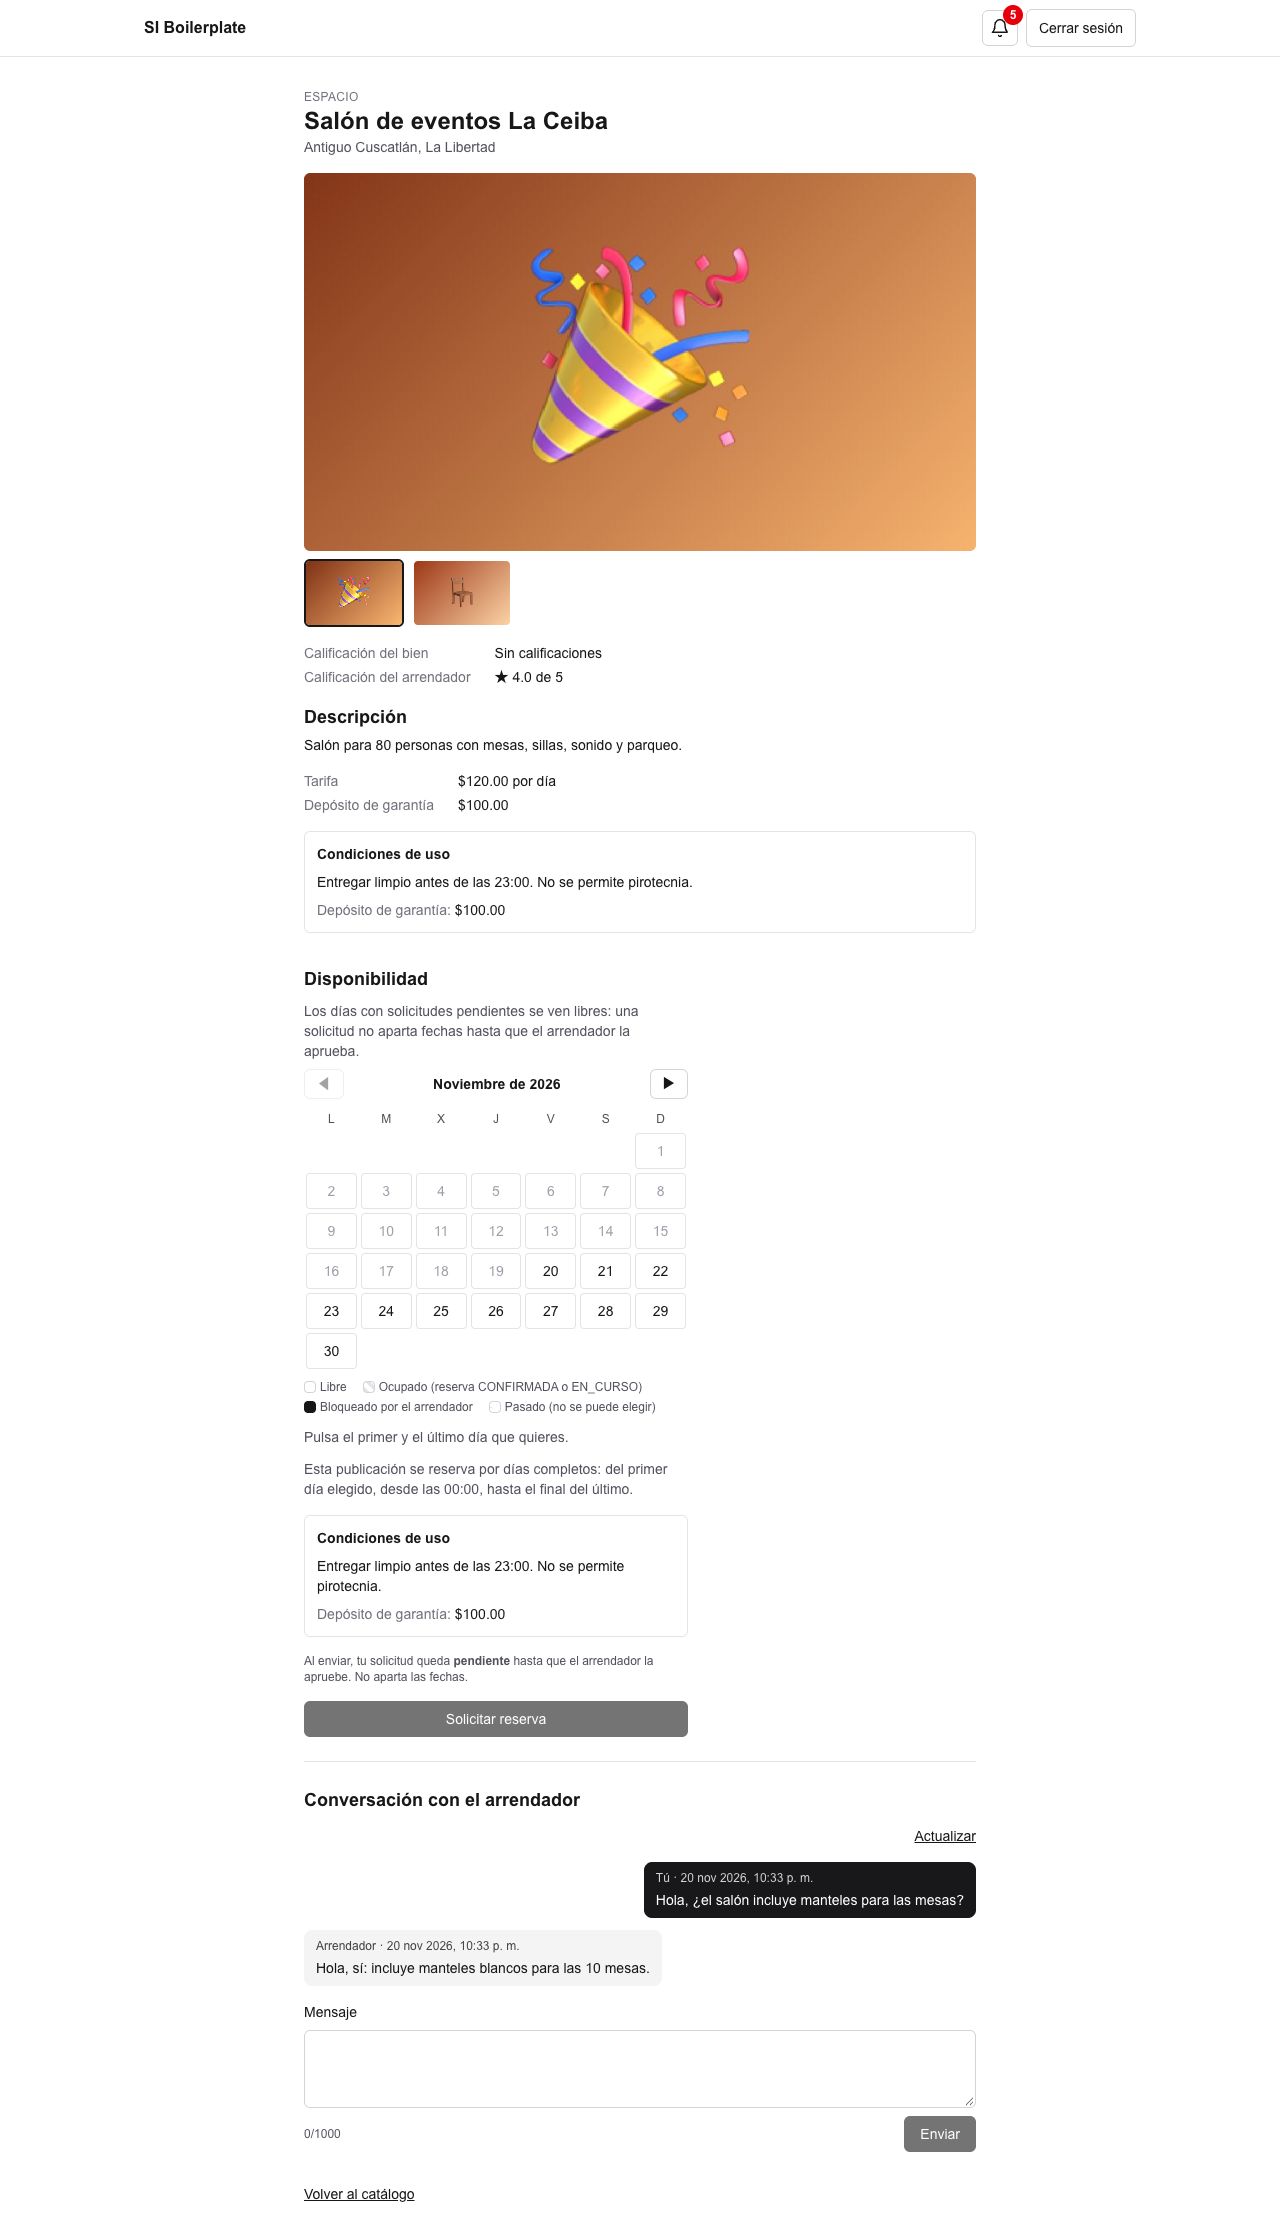 SI Boilerplate
5
Cerrar sesión
ESPACIO
Salón de eventos La Ceiba
Antiguo Cuscatlán, La Libertad
Calificación del bien Sin calificaciones
Calificación del arrendador ★ 4.0 de 5
Descripción
Salón para 80 personas con mesas, sillas, sonido y parqueo.
Tarifa $120.00 por día
Depósito de garantía $100.00
Condiciones de uso
Entregar limpio antes de las 23:00. No se permite pirotecnia.
Depósito de garantía: $100.00
Disponibilidad
Los días con solicitudes pendientes se ven libres: una
solicitud no aparta fechas hasta que el arrendador la
aprueba.
Noviembre de 2026
L M X J V S D
1
2 3 4 5 6 7 8
9 10 11 12 13 14 15
16 17 18 19 20 21 22
23 24 25 26 27 28 29
30
Libre Ocupado (reserva CONFIRMADA o EN_CURSO)
Bloqueado por el arrendador Pasado (no se puede elegir)
Pulsa el primer y el último día que quieres.
Esta publicación se reserva por días completos: del primer
día elegido, desde las 00:00, hasta el final del último.
Condiciones de uso
Entregar limpio antes de las 23:00. No se permite
pirotecnia.
Depósito de garantía: $100.00
Al enviar, tu solicitud queda pendiente hasta que el arrendador la
apruebe. No aparta las fechas.
Solicitar reserva
Conversación con el arrendador
Actualizar
Tú · 20 nov 2026, 10:33 p. m.
Hola, ¿el salón incluye manteles para las mesas?
Arrendador · 20 nov 2026, 10:33 p. m.
Hola, sí: incluye manteles blancos para las 10 mesas.
Mensaje
0/1000
Enviar
Volver al catálogo